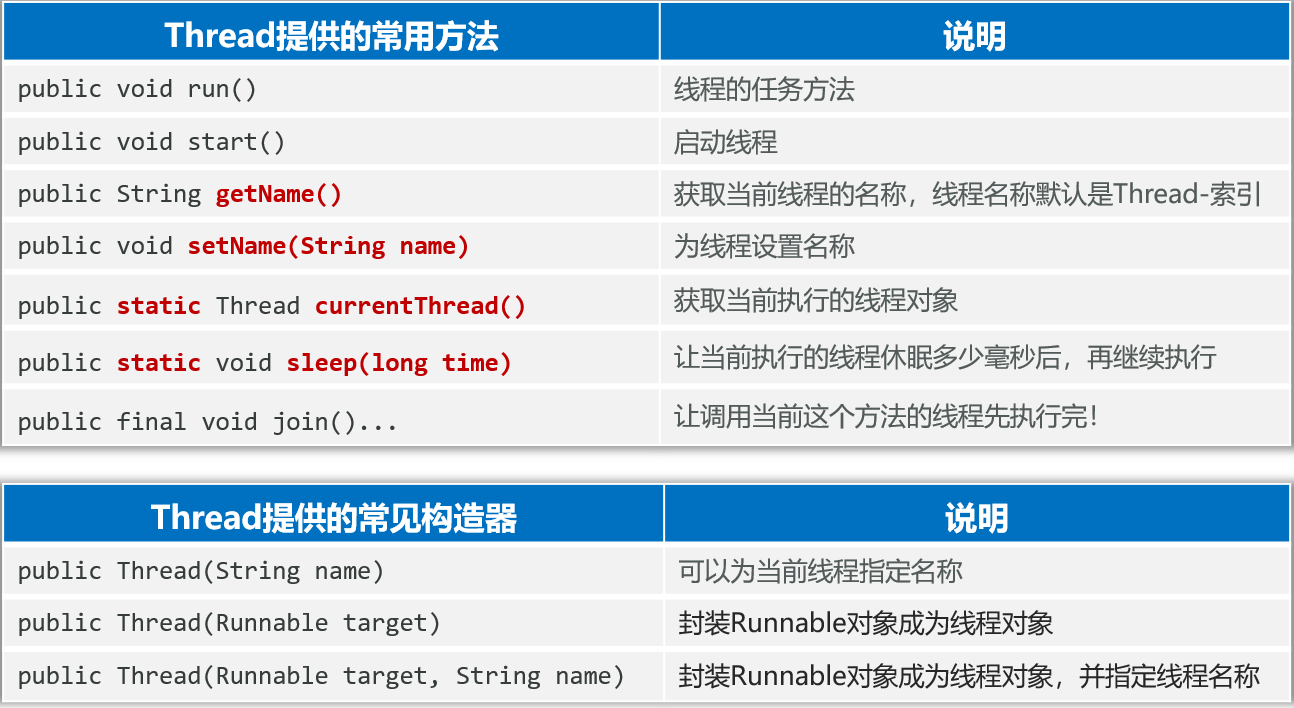 Thread提供的常用方法 说明
public void run() 线程的任务方法
public void start() 启动线程
public String getName() 获取当前线程的名称，线程名称默认是Thread-索引
public void setName(String name) 为线程设置名称
public static Thread currentThread() 获取当前执行的线程对象
public static void sleep(long time) 让当前执行的线程休眠多少毫秒后，再继续执行
public final void join()... 让调用当前这个方法的线程先执行完！
Thread提供的常见构造器 说明
public Thread(String name) 可以为当前线程指定名称
public Thread(Runnable target) 封装Runnable对象成为线程对象
public Thread(Runnable target, String name) 封装Runnable对象成为线程对象，并指定线程名称